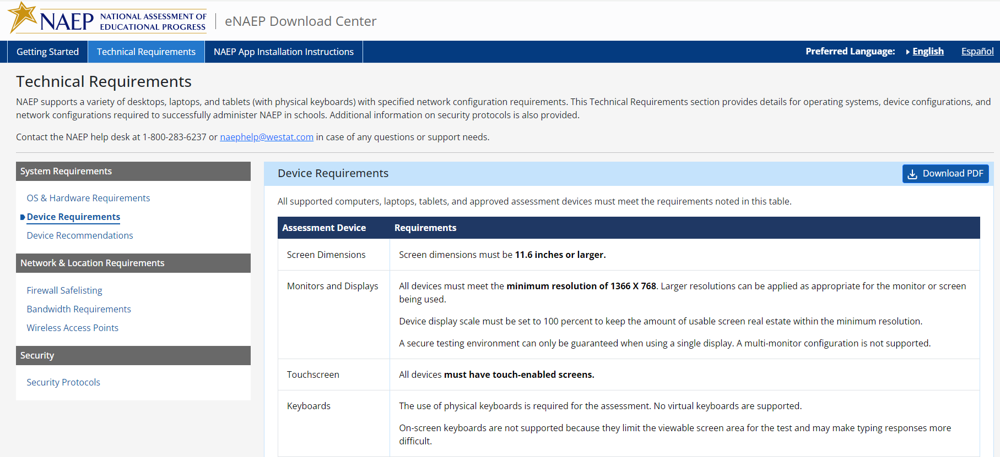 NAEP NATIONAL ASSESSMENT OF
EDUCATIONAL PROGRESS
eNAEP Download Center
Getting Started
Technical Requirements
NAEP App Installation Instructions
Preferred Language:
English
Español
Technical Requirements
NAEP supports a variety of desktops, laptops, and tablets (with physical keyboards) with specified network configuration requirements. This Technical Requirements section provides details for operating systems, device configurations, and
network configurations required to successfully administer NAEP in schools. Additional information on security protocols is also provided.
Contact the NAEP help desk at 1-800-283-6237 or naephelp@westat.com in case of any questions or support needs.
System Requirements
OS & Hardware Requirements
Device Requirements
Device Recommendations
Network & Location Requirements
Firewall Safelisting
Bandwidth Requirements
Wireless Access Points
Security
Security Protocols
Device Requirements
Download PDF
All supported computers, laptops, tablets, and approved assessment devices must meet the requirements noted in this table.
Assessment Device
Requirements
Screen Dimensions
Screen dimensions must be 11.6 inches or larger.
Monitors and Displays
All devices must meet the minimum resolution of 1366 X 768. Larger resolutions can be applied as appropriate for the monitor or screen
being used.
Device display scale must be set to 100 percent to keep the amount of usable screen real estate within the minimum resolution.
A secure testing environment can only be guaranteed when using a single display. A multi-monitor configuration is not supported.
Touchscreen
All devices must have touch-enabled screens.
Keyboards
The use of physical keyboards is required for the assessment. No virtual keyboards are supported.
On-screen keyboards are not supported because they limit the viewable screen area for the test and may make typing responses more
difficult.